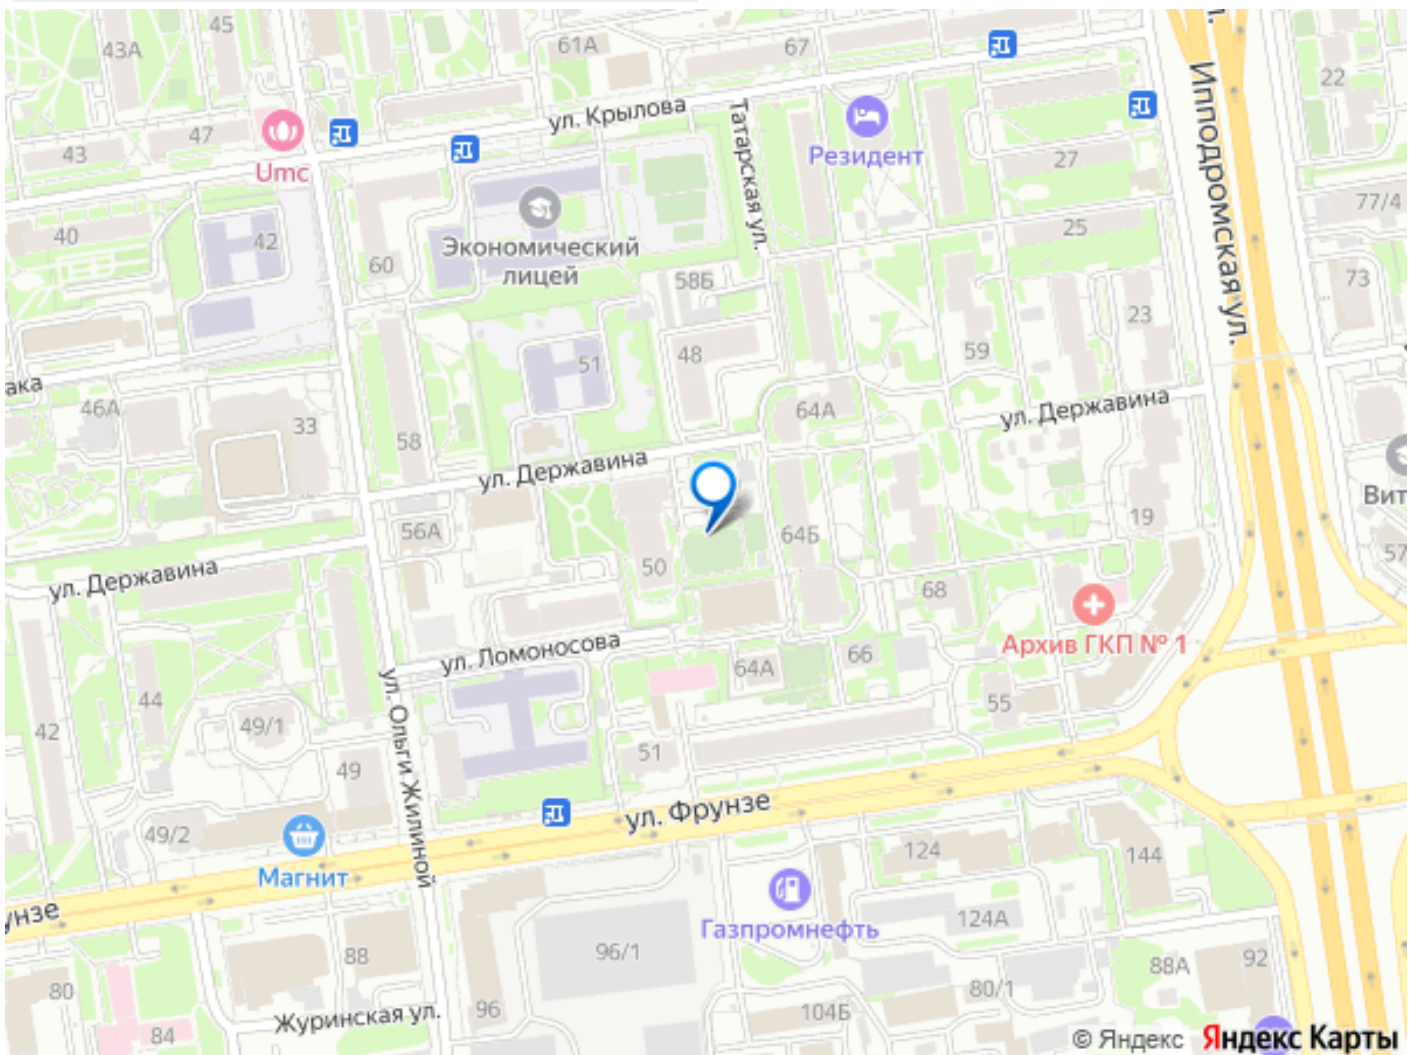 45
43А
61А
67
ул.
22
47
43
Umc
ул. Крылова
Татарская ул.
Резидент
27
Ипподромская ул.
77/4
40
42
60
Экономический
лицей
25
58Б
73
23
51
48
59
ака
46А
33
58
64А
ул. Державина
ул. Державина
Вит
56А
64Б
19
57
ул. Державина
50
68
Архив ГКП № 1
ул. Ломоносова
64А
66
44
42
49/1
55
49
51
ул. Ольги Жилиной
ул. Фрунзе
49/2
Магнит
124
144
унзе
Газпромнефть
124А
88
96/1
88А
92
80
96
80/1
104Б
84
Журинская ул.
© Яндекс Яндекс Карты